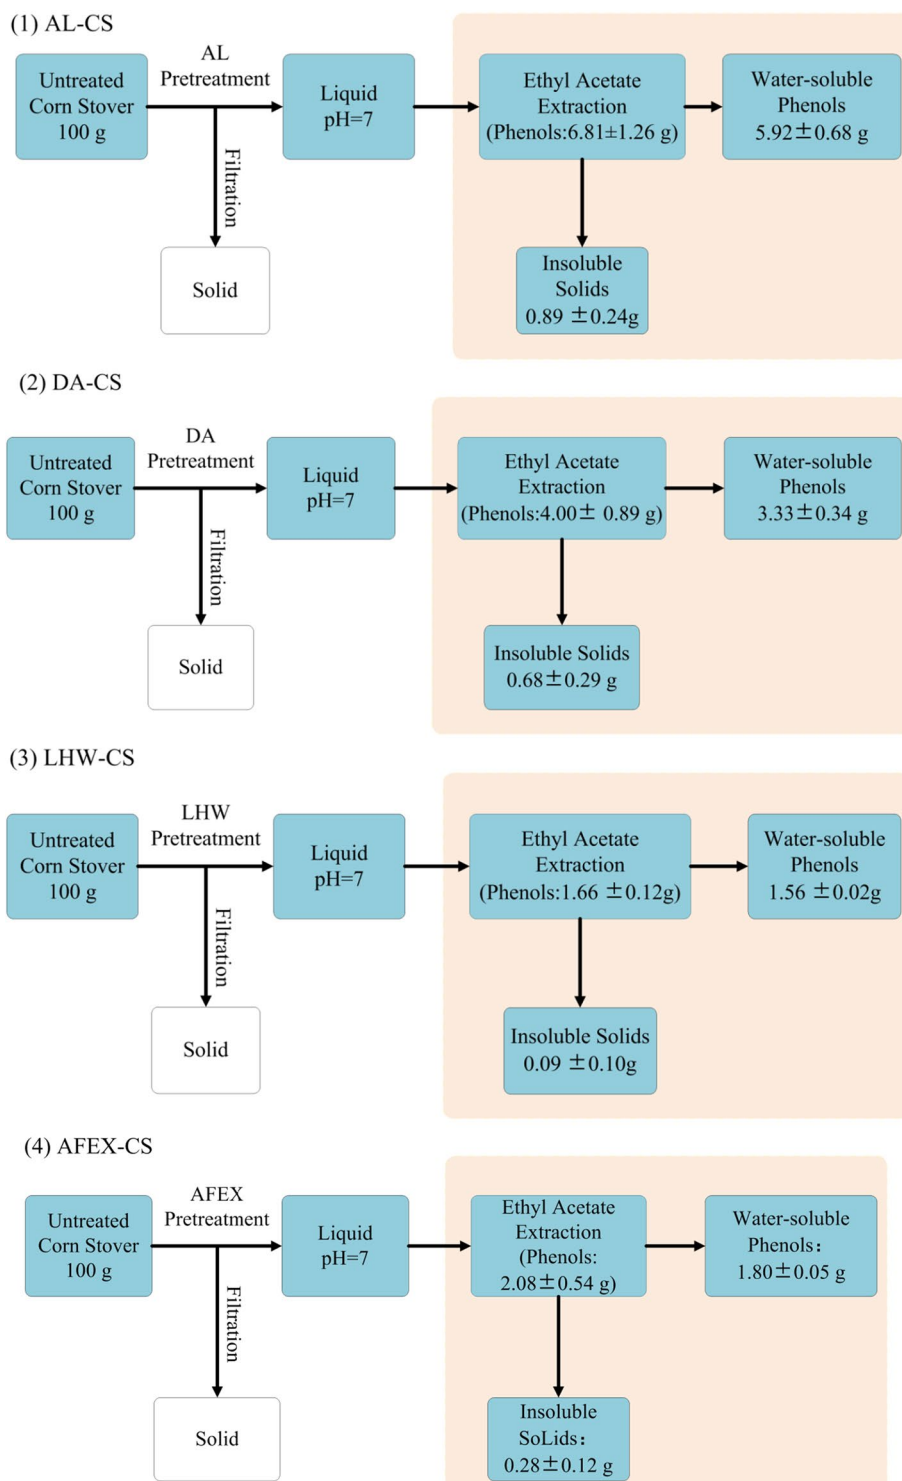 (1) AL-CS
Untreated
Corn Stover
100 g
AL
Pretreatment
Filtration
Solid
Liquid
pH=7
Ethyl Acetate
Extraction
(Phenols:6.81±1.26 g)
Water-soluble
Phenols
5.92±0.68 g
Insoluble
Solids
0.89 ±0.24g
(2) DA-CS
Untreated
Corn Stover
100 g
DA
Pretreatment
Filtration
Solid
Liquid
pH=7
Ethyl Acetate
Extraction
(Phenols:4.00± 0.89 g)
Water-soluble
Phenols
3.33±0.34 g
Insoluble Solids
0.68±0.29 g
(3) LHW-CS
Untreated
Corn Stover
100 g
LHW
Pretreatment
Filtration
Solid
Liquid
pH=7
Ethyl Acetate
Extraction
(Phenols:1.66 ±0.12g)
Water-soluble
Phenols
1.56 ±0.02g
Insoluble Solids
0.09 ±0.10g
(4) AFEX-CS
Untreated
Corn Stover
100 g
AFEX
Pretreatment
Filtration
Solid
Liquid
pH=7
Ethyl Acetate
Extraction
(Phenols:
2.08±0.54 g)
Water-soluble
Phenols：
1.80±0.05 g
Insoluble
SoLids：
0.28±0.12 g